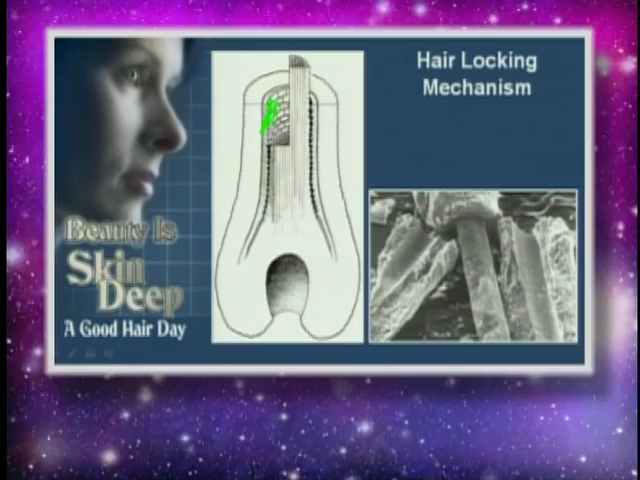 Hair Locking
Mechanism
Beauty Is
Skin
Deep
A Good Hair Day